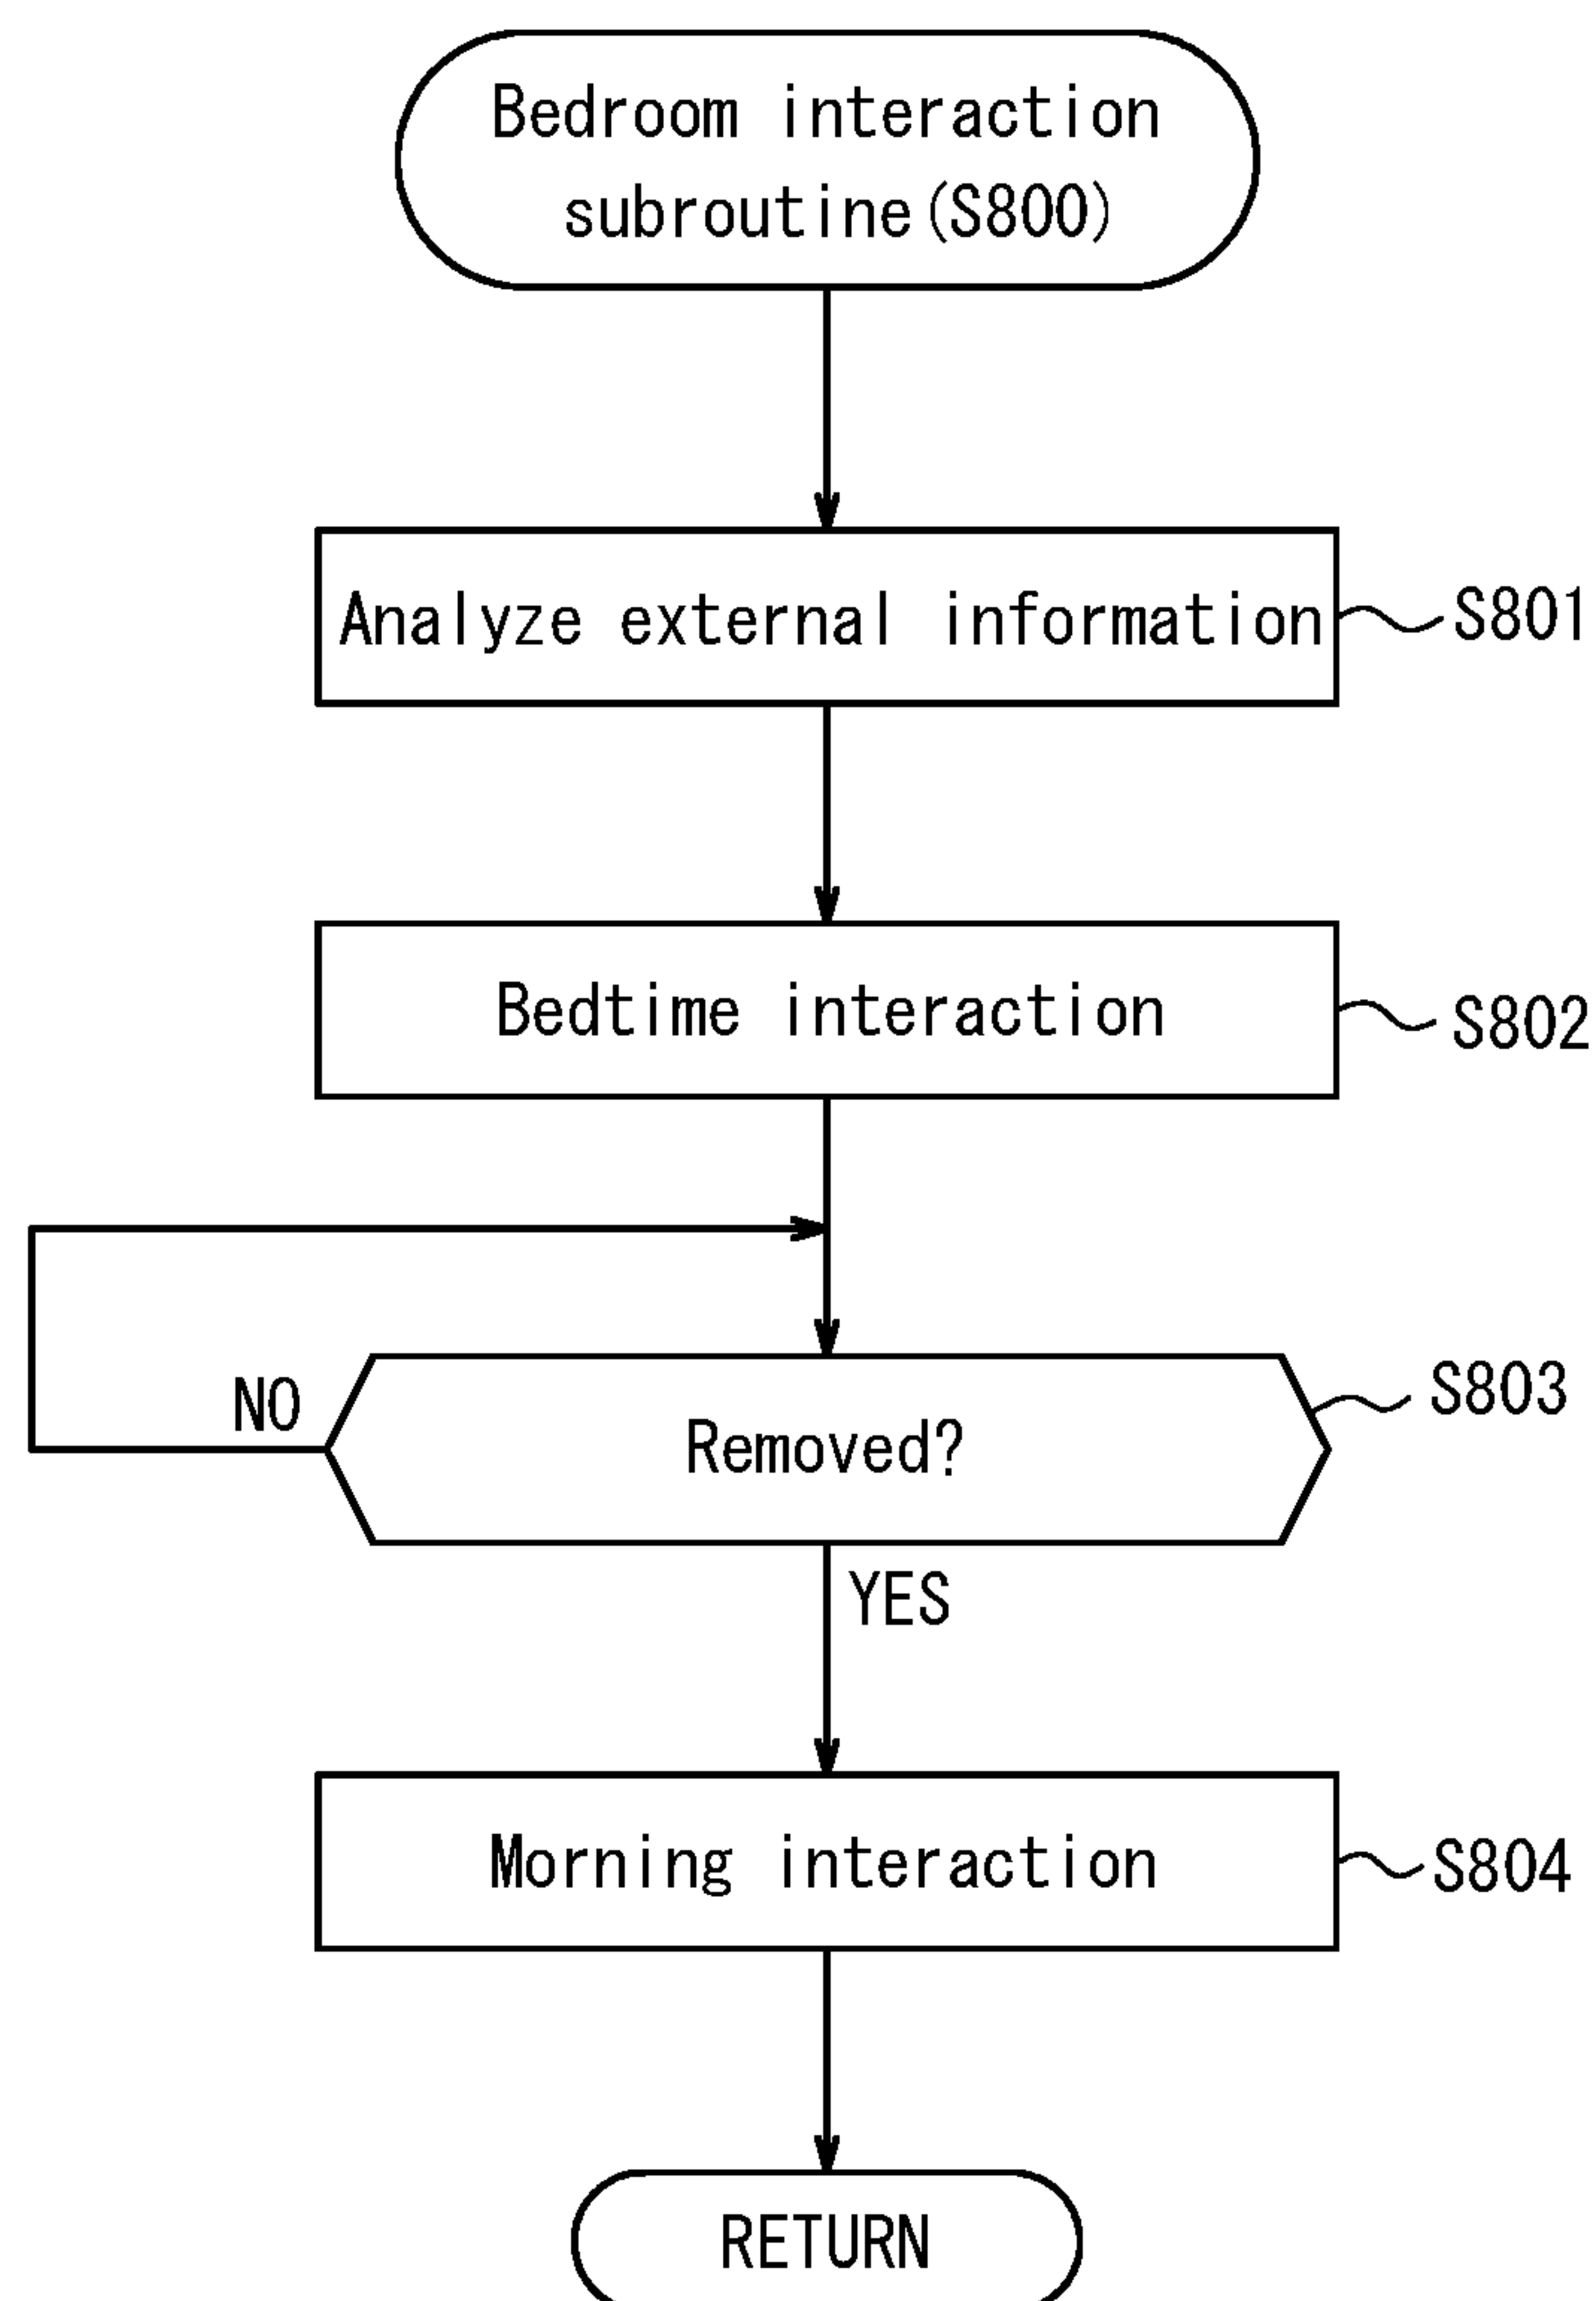 Bedroom interaction
subroutine(S800)
Analyze external information
S801
Bedtime interaction
S802
NO
Removed?
S803
YES
Morning interaction
S804
RETURN